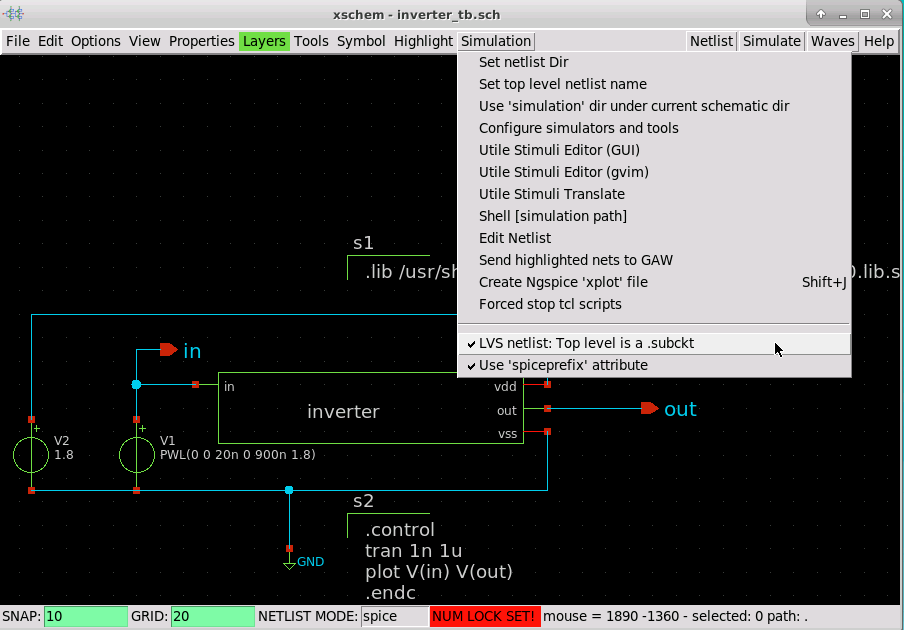 xschem - inverter_tb.sch
File Edit Options View Properties Layers Tools Symbol Highlight Simulation Netlist Simulate Waves Help
Set netlist Dir
Set top level netlist name
Use 'simulation' dir under current schematic dir
Configure simulators and tools
Utile Stimuli Editor (GUI)
Utile Stimuli Editor (gvim)
Utile Stimuli Translate
Shell [simulation path]
Edit Netlist
Send highlighted nets to GAW
Create Ngspice 'xplot' file Shift+J
Forced stop tcl scripts
✓ LVS netlist: Top level is a .subckt
✓ Use 'spiceprefix' attribute
s1
.lib /usr/sh
.lib.s
in
in
inverter
vdd
out
vss
out
V2
1.8
V1
PWL(0 0 20n 0 900n 1.8)
s2
.control
tran 1n 1u
plot V(in) V(out)
.endc
GND
SNAP: 10 GRID: 20 NETLIST MODE: spice NUM LOCK SET! mouse = 1890 -1360 - selected: 0 path: .